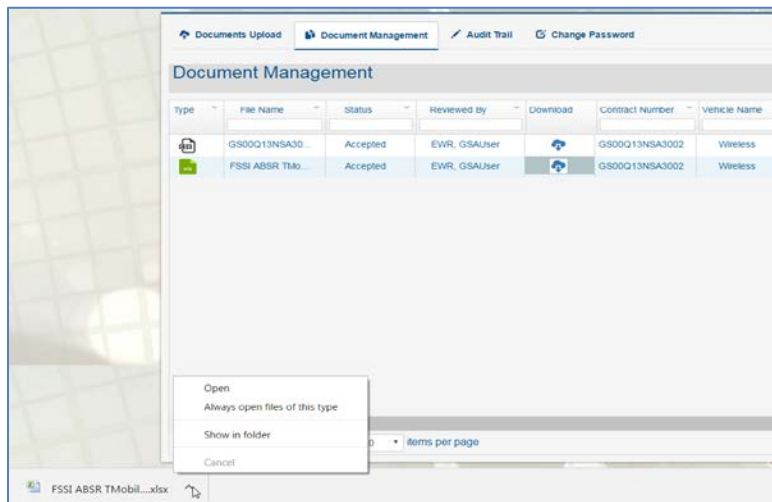 Documents Upload Document Management Audit Trail Change Password
Document Management
Type File Name Status Reviewed By Download Contract Number Vehicle Name
GS00Q13NSA30... Accepted EWR, GSAUser GS00Q13NSA3002 Wireless
FSSI ABSR TMo... Accepted EWR, GSAUser GS00Q13NSA3002 Wireless
Open
Always open files of this type
Show in folder
items per page
Cancel
FSSI ABSR TMobil....xlsx